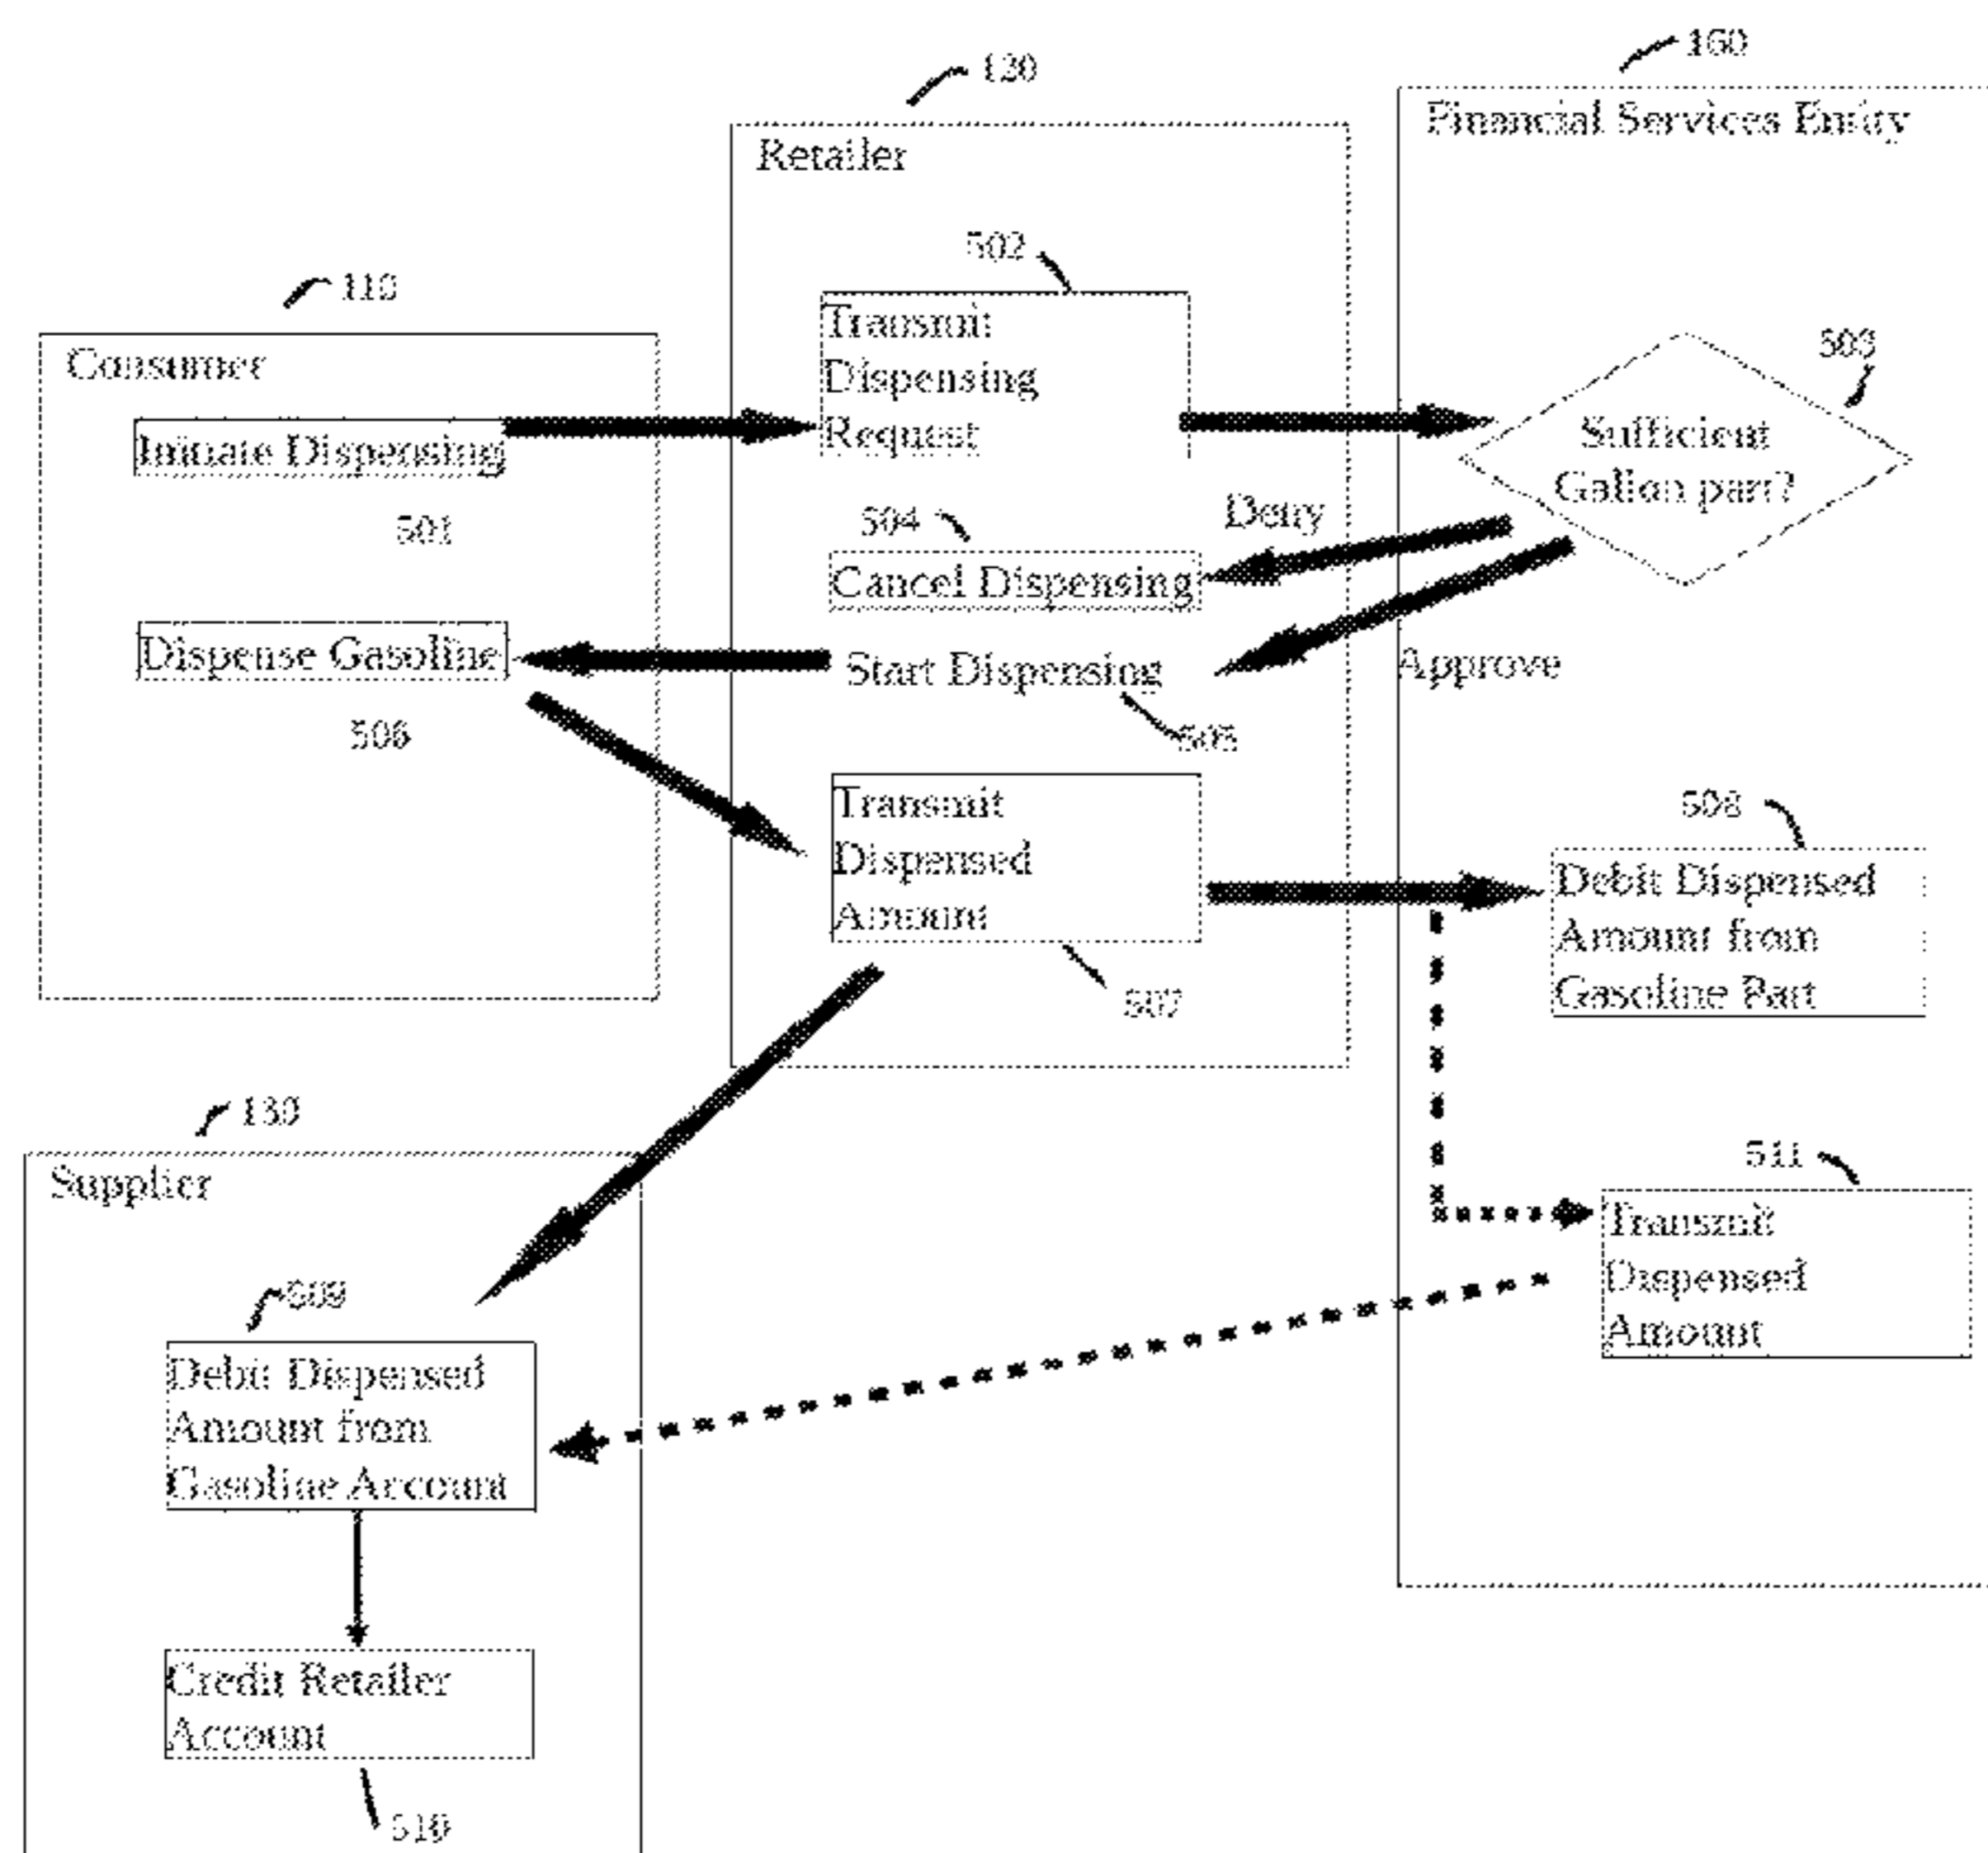 160
120
Financial Services Entity
Retailer
502
110
Transmit
Dispensing
Request
503
Consumer
Sufficient
Gallon part?
Initiate Dispensing
501
504
Deny
Cancel Dispensing
Dispense Gasoline
Start Dispensing
Approve
506
505
Transmit
Dispensed
Amount
508
Debit Dispensed
Amount from
Gasoline Part
507
130
Supplier
511
Transmit
Dispensed
Amount
509
Debit Dispensed
Amount from
Gasoline Account
Credit Retailer
Account
510